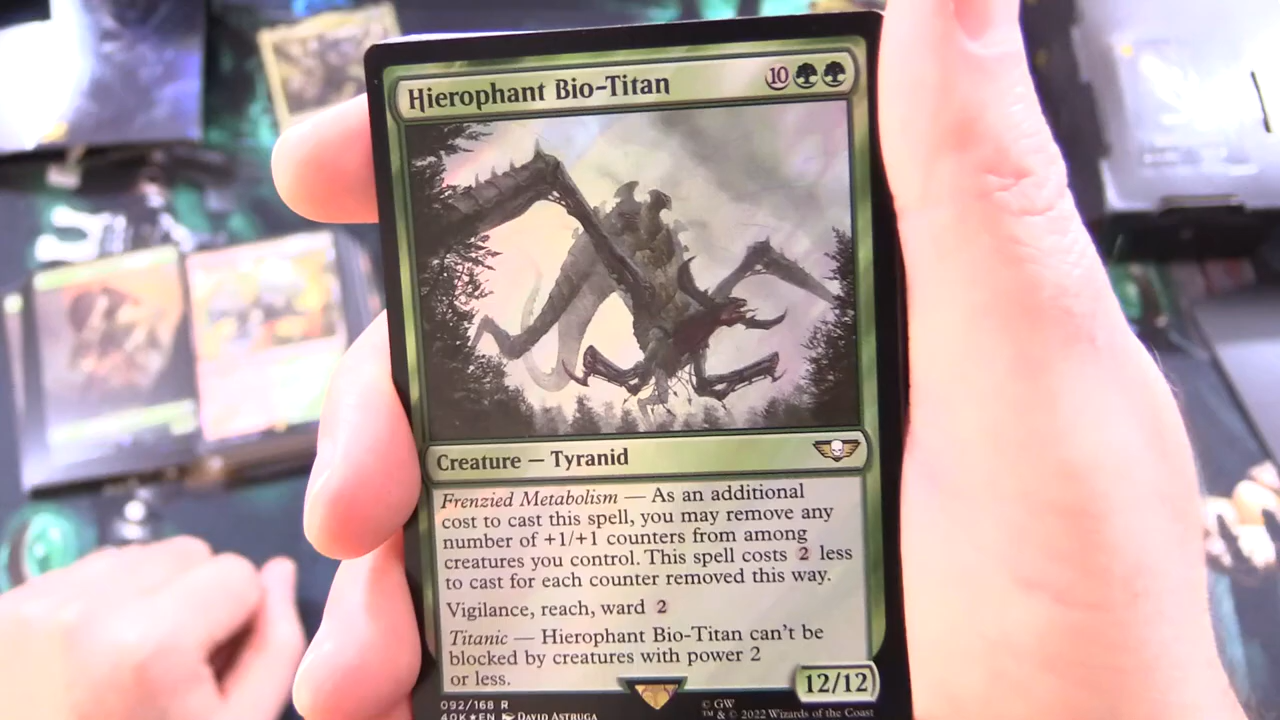 Hierophant Bio-Titan 10
Creature — Tyranid
Frenzied Metabolism — As an additional
cost to cast this spell, you may remove any
number of +1/+1 counters from among
creatures you control. This spell costs 2 less
to cast for each counter removed this way.
Vigilance, reach, ward 2
Titanic — Hierophant Bio-Titan can't be
blocked by creatures with power 2
or less.
12/12
092/168 R
40K★EN David Astruga
© GW
™ & © 2022 Wizards of the Coast